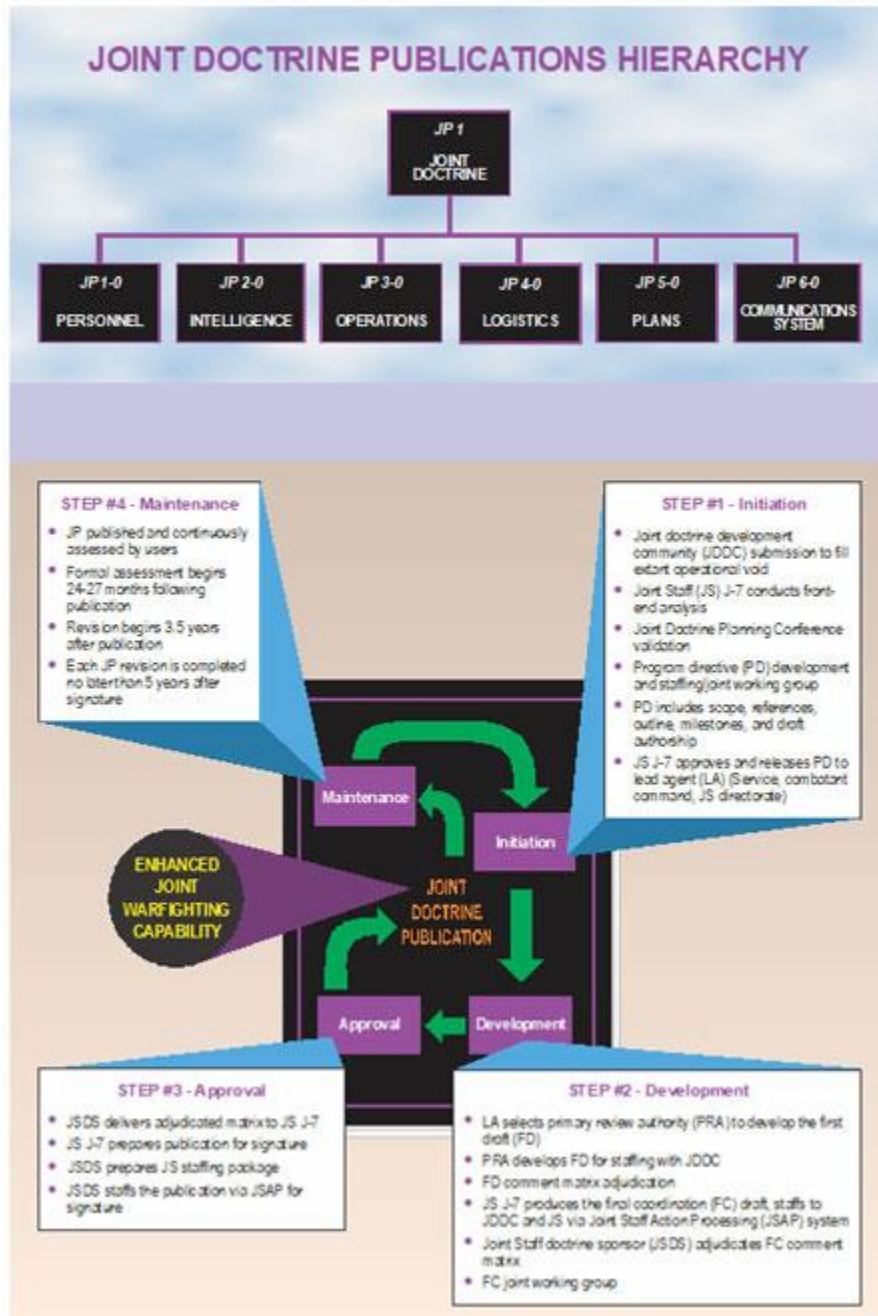 JOINT DOCTRINE PUBLICATIONS HIERARCHY
JP 1
JOINT
DOCTRINE
JP 1-0
PERSONNEL
JP 2-0
INTELLIGENCE
JP 3-0
OPERATIONS
JP 4-0
LOGISTICS
JP 5-0
PLANS
JP 6-0
COMMUNICATIONS
SYSTEM
STEP #4 - Maintenance
• JP published and continuously
assessed by users
• Formal assessment begins
24-27 months following
publication
• Revision begins 3.5 years
after publication
• Each JP revision is completed
no later than 5 years after
signature
STEP #1 - Initiation
• Joint doctrine development
community (JDDC) submission to fill
extant operational void
• Joint Staff (JS) J-7 conducts front-
end analysis
• Joint Doctrine Planning Conference
validation
• Program directive (PD) development
and staffing/joint working group
• PD includes scope, references,
outline, milestones, and draft
authorship
• JS J-7 approves and releases PD to
lead agent (LA) (Service, combatant
command, JS directorate)
Maintenance
Initiation
ENHANCED
JOINT
WARFIGHTING
CAPABILITY
JOINT
DOCTRINE
PUBLICATION
Approval
Development
STEP #3 - Approval
• JSDS delivers adjudicated matrix to JS J-7
• JS J-7 prepares publication for signature
• JSDS prepares JS staffing package
• JSDS staffs the publication via JSAP for
signature
STEP #2 - Development
• LA selects primary review authority (PRA) to develop the first
draft (FD)
• PRA develops FD for staffing with JDDC
• FD comment matrix adjudication
• JS J-7 produces the final coordination (FC) draft, staffs to
JDDC and JS via Joint Staff Action Processing (JSAP) system
• Joint Staff doctrine sponsor (JSDS) adjudicates FC comment
matrix
• FC joint working group